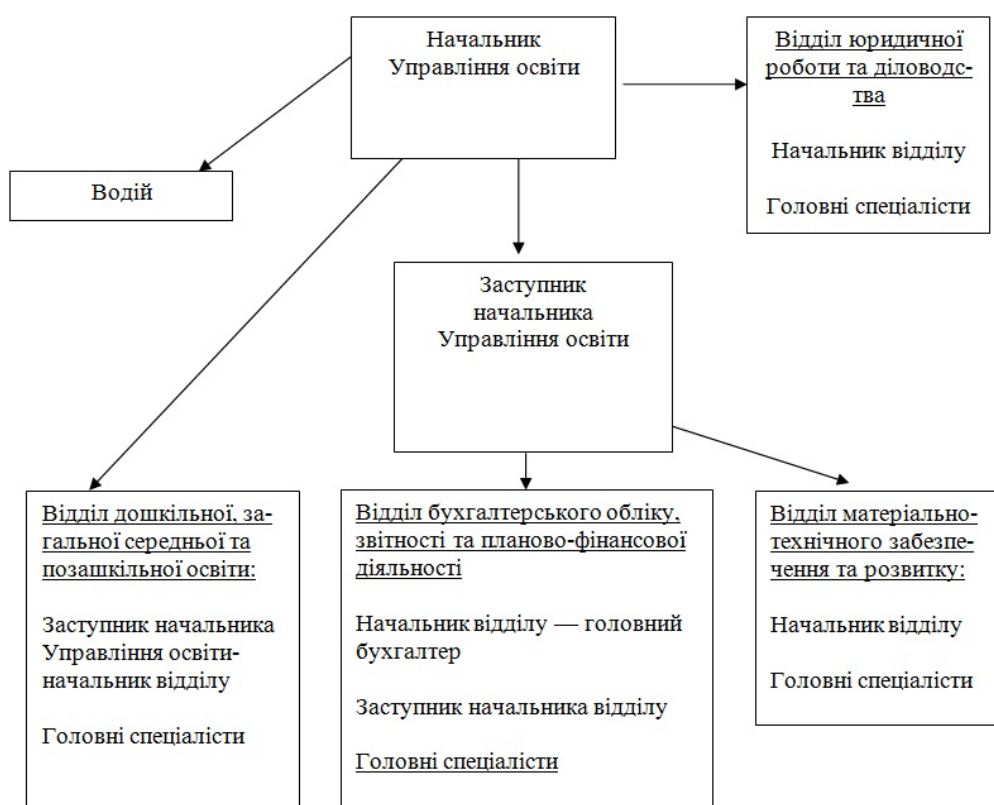 Начальник
Управління освіти
Відділ юридичної
роботи та діловодс-
тва
Начальник відділу
Головні спеціалісти
Водій
Заступник
начальника
Управління освіти
Відділ дошкільної, за-
гальної середньої та
позашкільної освіти:
Заступник начальника
Управління освіти-
начальник відділу
Головні спеціалісти
Відділ бухгалтерського обліку,
звітності та планово-фінансової
діяльності
Начальник відділу — головний
бухгалтер
Заступник начальника відділу
Головні спеціалісти
Відділ матеріально-
технічного забезпе-
чення та розвитку:
Начальник відділу
Головні спеціалісти